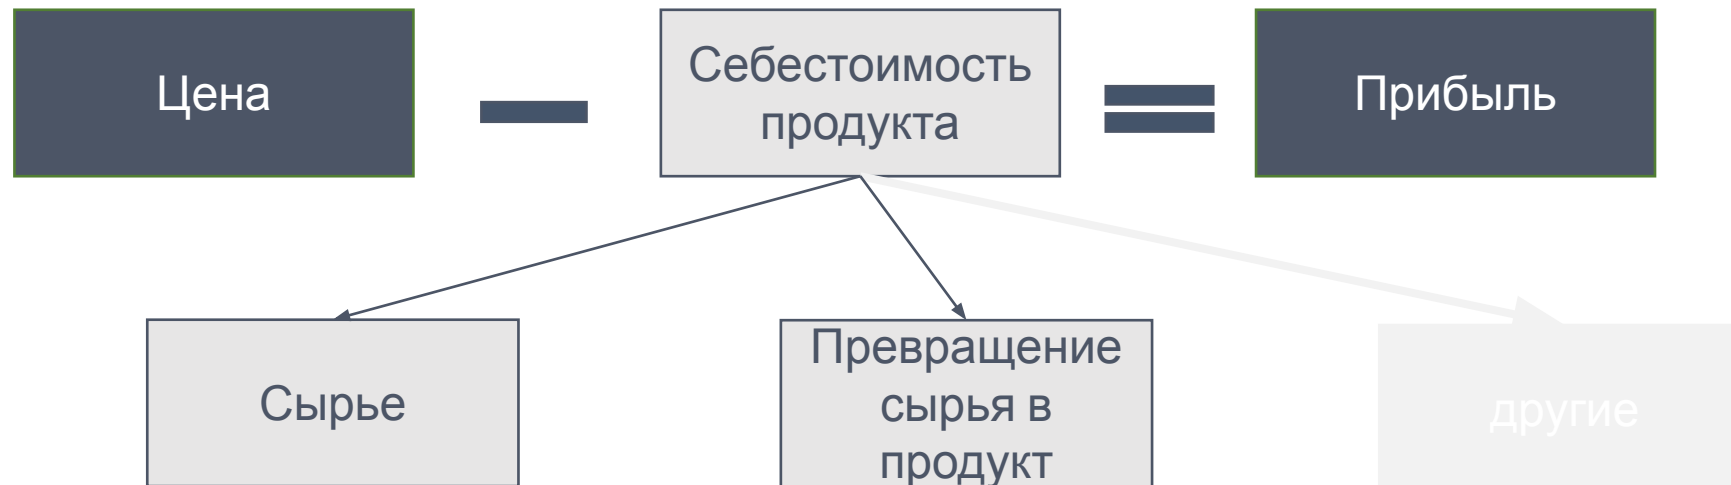 Цена
Себестоимость
продукта
Прибыль
Сырье
Превращение
сырья в
продукт
другие